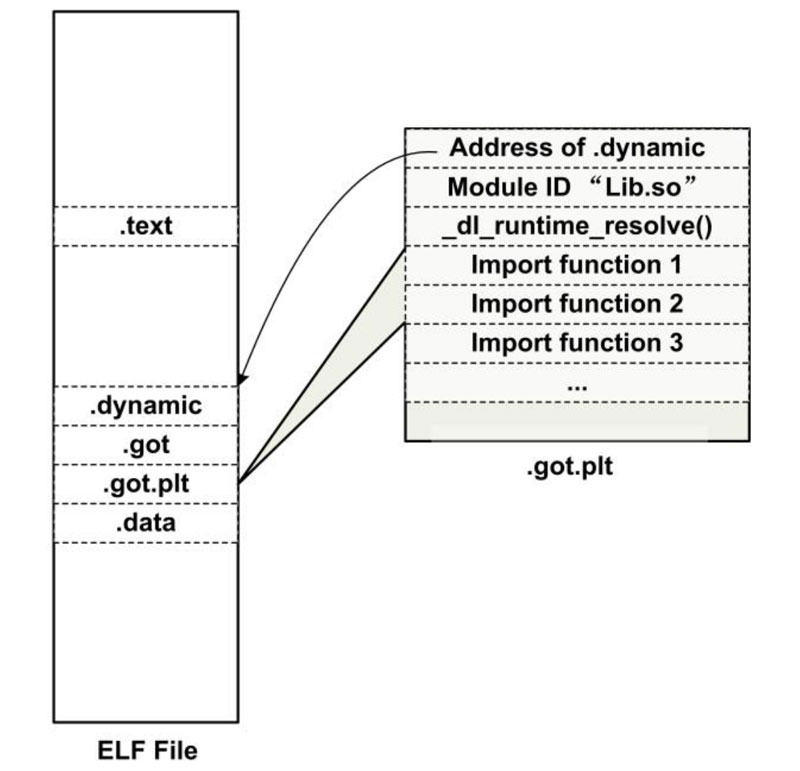 .text
.dynamic
.got
.got.plt
.data
ELF File
Address of .dynamic
Module ID “Lib.so”
_dl_runtime_resolve()
Import function 1
Import function 2
Import function 3
...
.got.plt